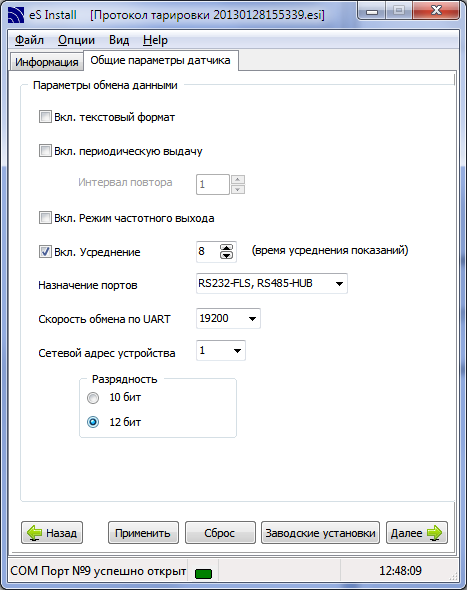 eS Install [Протокол тарировки 20130128155339.esi]
Файл Опции Вид Help
Информация Общие параметры датчика
Параметры обмена данными
Вкл. текстовый формат
Вкл. периодическую выдачу
Интервал повтора 1
Вкл. Режим частотного выхода
Вкл. Усреднение 8 (время усреднения показаний)
Назначение портов RS232-FLS, RS485-HUB
Скорость обмена по UART 19200
Сетевой адрес устройства 1
Разрядность
10 бит
12 бит
Назад Применить Сброс Заводские установки Далее
COM Порт №9 успешно открыт 12:48:09